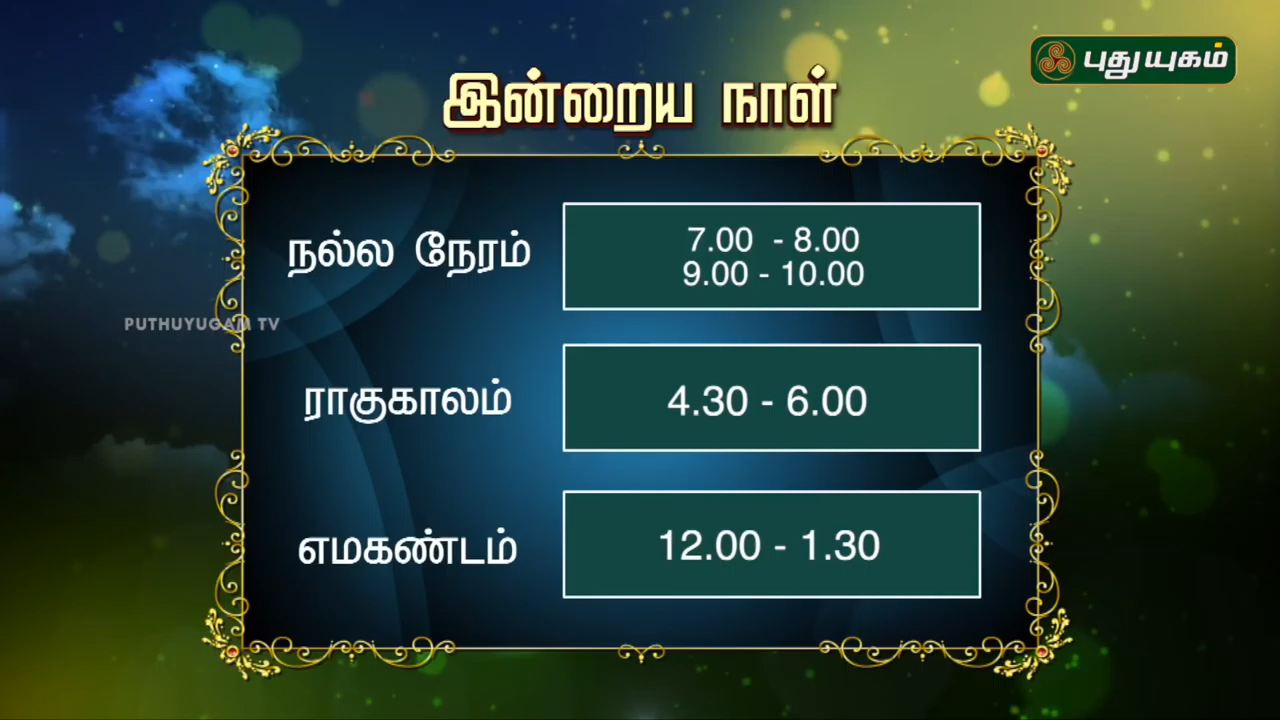 புதுயுகம்
இன்றைய நாள்
நல்ல நேரம்
7.00 - 8.00
9.00 - 10.00
PUTHUYUGAM TV
ராகுகாலம்
4.30 - 6.00
எமகண்டம்
12.00 - 1.30